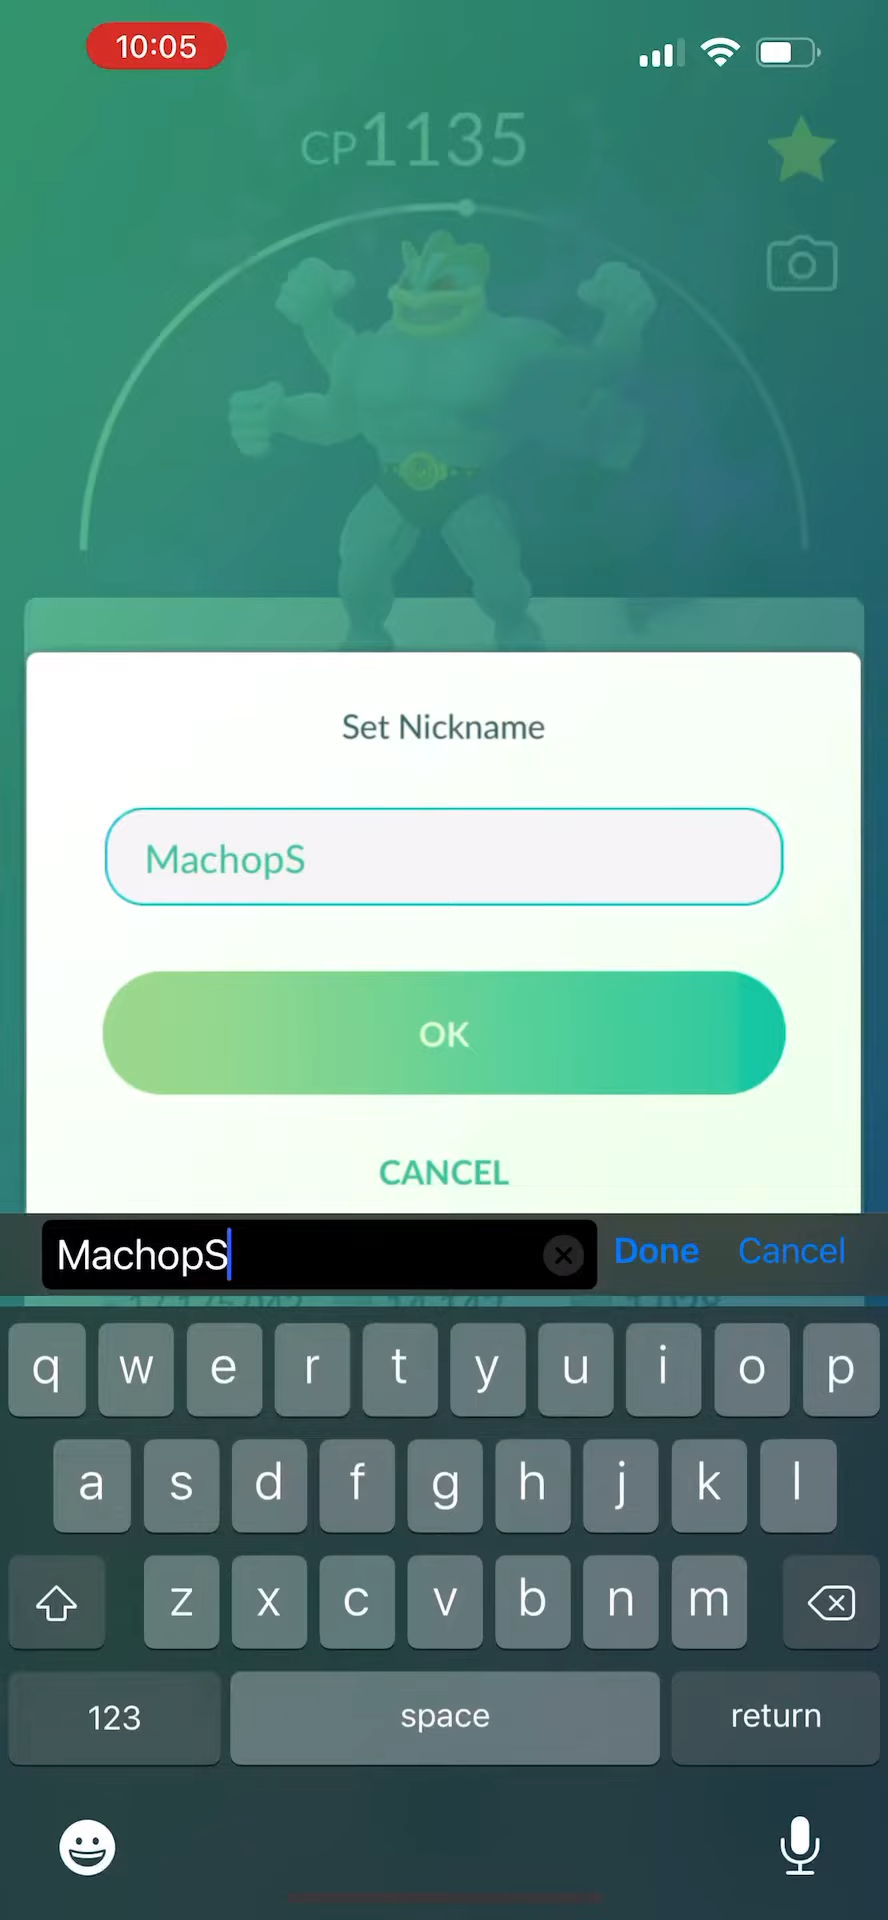 10:05
CP1135
Set Nickname
MachopS
OK
CANCEL
MachopS
Done
Cancel
q w e r t y u i o p
a s d f g h j k l
z x c v b n m
123
space
return